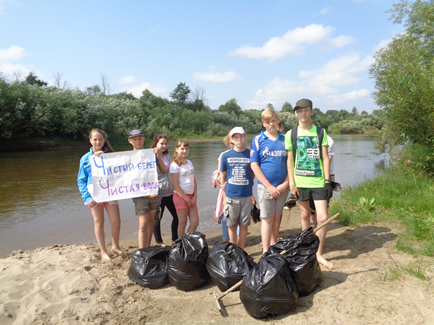 Чистый берег
Чистая вода